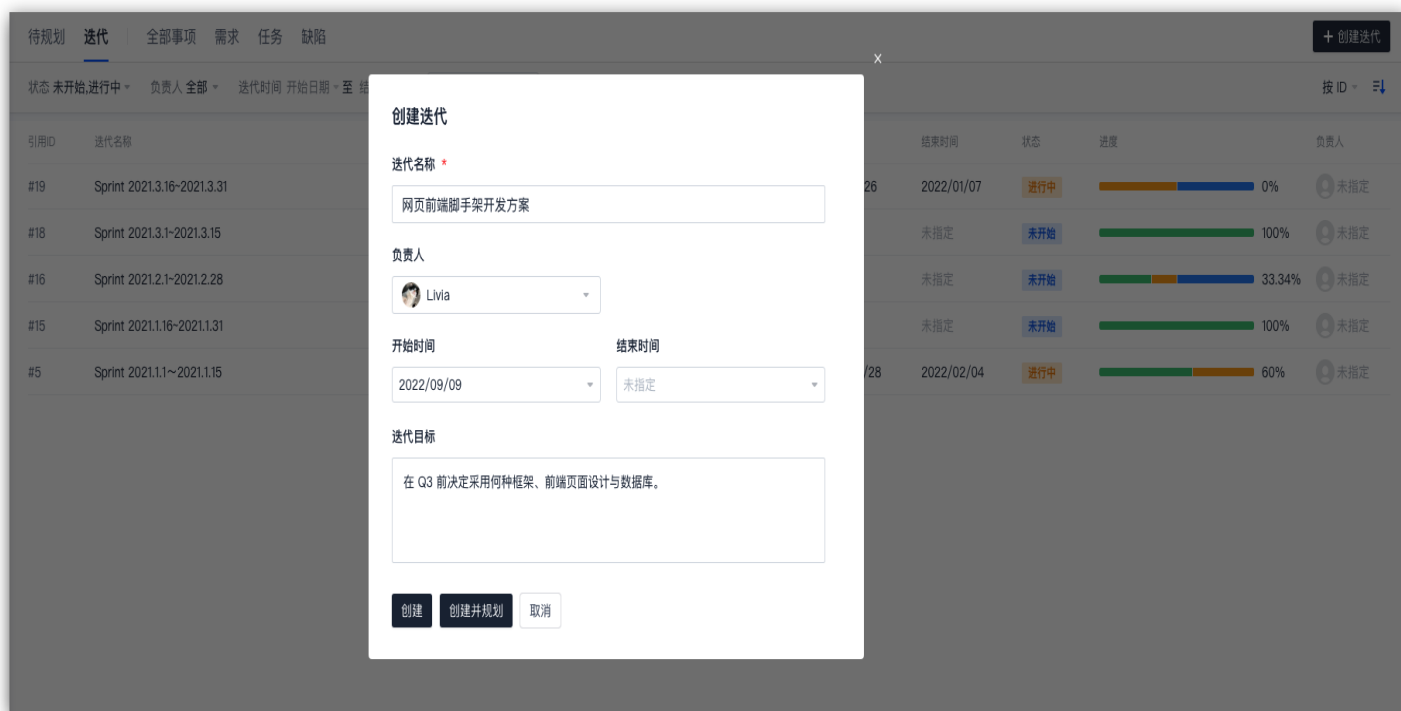 待规划 迭代 全部事项 需求 任务 缺陷 + 创建迭代
X
状态 未开始,进行中 负责人 全部 迭代时间 开始日期 至 结 按 ID
创建迭代
引用ID 迭代名称 结束时间 状态 进度 负责人
迭代名称 *
#19 Sprint 2021.3.16~2021.3.31 26 2022/01/07 进行中 0% 未指定
网页前端脚手架开发方案
#18 Sprint 2021.3.1~2021.3.15 未指定 未开始 100% 未指定
负责人
#16 Sprint 2021.2.1~2021.2.28 未指定 未开始 33.34% 未指定
Livia
#15 Sprint 2021.1.16~2021.1.31 未指定 未开始 100% 未指定
开始时间 结束时间
#5 Sprint 2021.1.1～2021.1.15 /28 2022/02/04 进行中 60% 未指定
2022/09/09 未指定
迭代目标
在 Q3 前决定采用何种框架、前端页面设计与数据库。
创建 创建并规划 取消